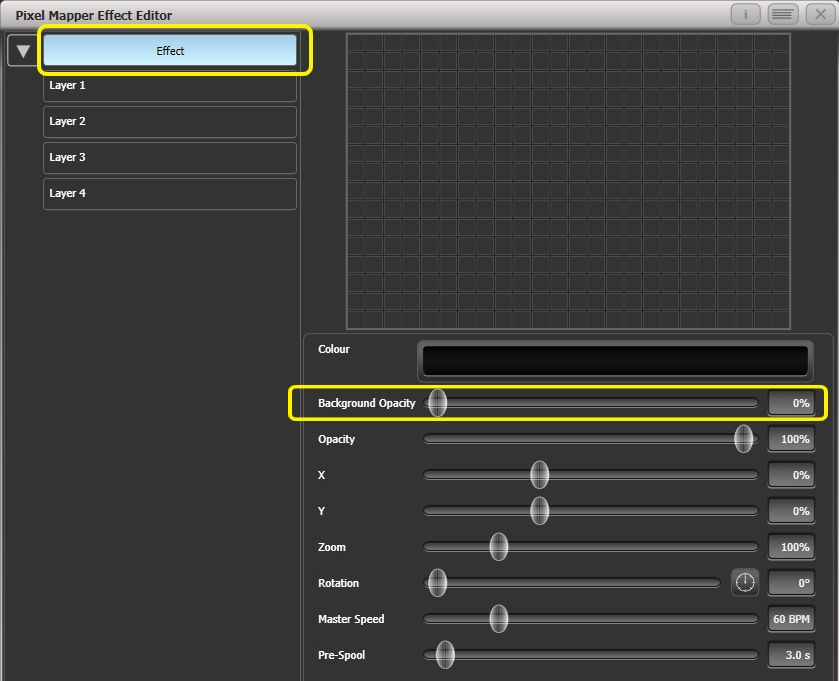 Pixel Mapper Effect Editor
i
Effect
Layer 1
Layer 2
Layer 3
Layer 4
Colour
Background Opacity 0%
Opacity 100%
X 0%
Y 0%
Zoom 100%
Rotation 0°
Master Speed 60 BPM
Pre-Spool 3.0 s